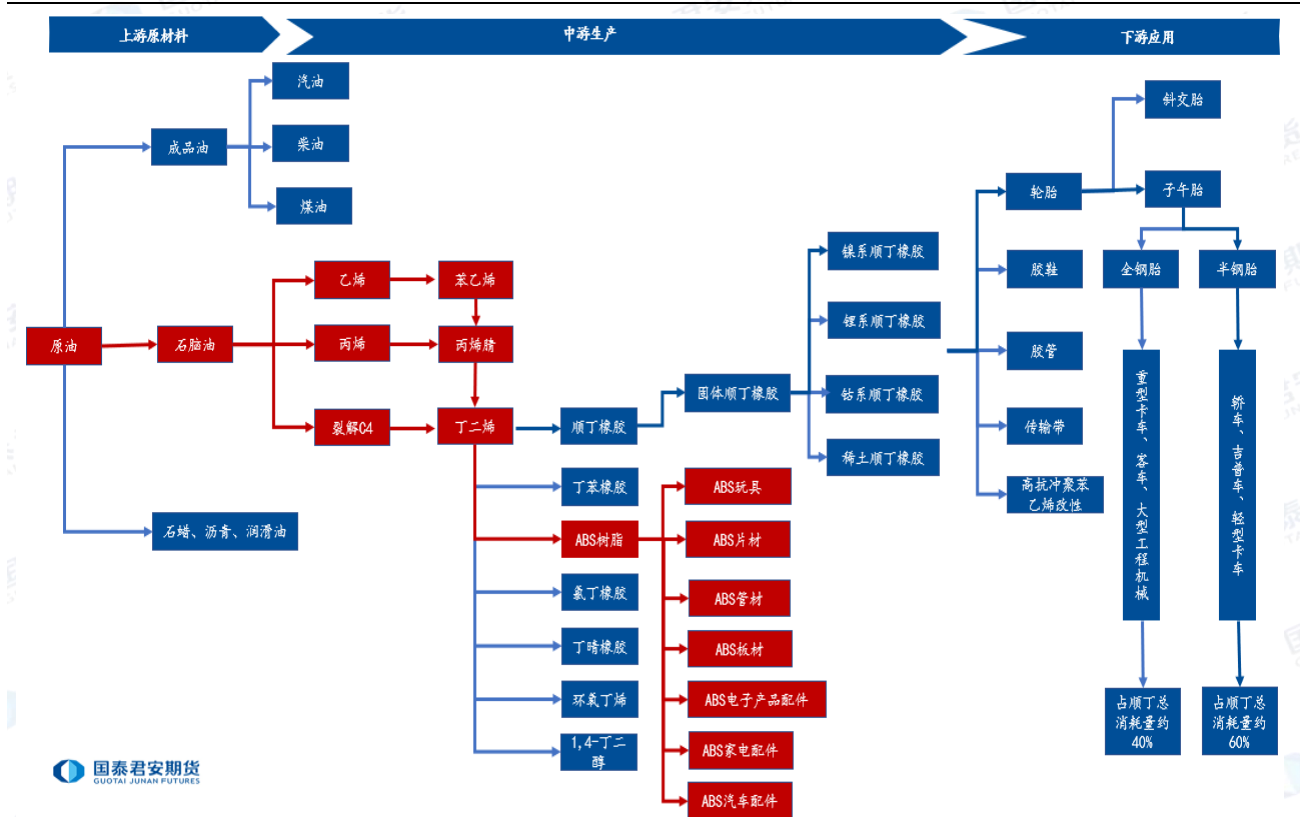 上游原材料
中游生产
下游应用
汽油
成品油
柴油
煤油
乙烯
苯乙烯
原油
石脑油
丙烯
丙烯腈
裂解C4
丁二烯
石蜡、沥青、润滑油
顺丁橡胶
固体顺丁橡胶
丁苯橡胶
ABS树脂
氯丁橡胶
丁晴橡胶
环氧丁烯
1,4-丁二
醇
ABS玩具
ABS片材
ABS管材
ABS板材
ABS电子产品配件
ABS家电配件
ABS汽车配件
镍系顺丁橡胶
锂系顺丁橡胶
钴系顺丁橡胶
稀土顺丁橡胶
轮胎
胶鞋
胶管
传输带
高抗冲聚苯
乙烯改性
斜交胎
子午胎
全钢胎
半钢胎
重型卡车、客车、大型工程机械
轿车、吉普车、轻型卡车
占顺丁总
消耗量约
40%
占顺丁总
消耗量约
60%
国泰君安期货
GUOTAI JUNAN FUTURES